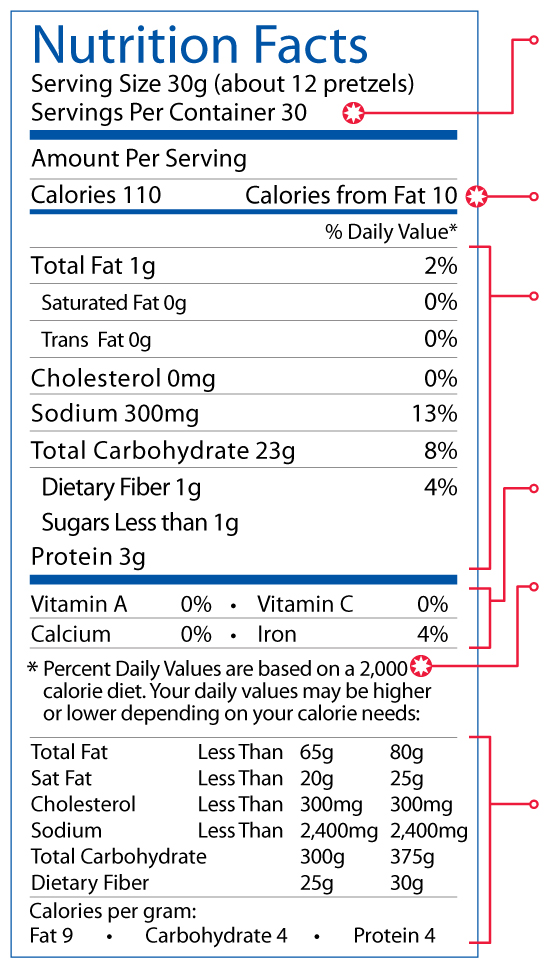 Nutrition Facts
Serving Size 30g (about 12 pretzels)
Servings Per Container 30
Amount Per Serving
Calories 110 Calories from Fat 10
% Daily Value*
Total Fat 1g 2%
Saturated Fat 0g 0%
Trans Fat 0g 0%
Cholesterol 0mg 0%
Sodium 300mg 13%
Total Carbohydrate 23g 8%
Dietary Fiber 1g 4%
Sugars Less than 1g
Protein 3g
Vitamin A 0% • Vitamin C 0%
Calcium 0% • Iron 4%
* Percent Daily Values are based on a 2,000
calorie diet. Your daily values may be higher
or lower depending on your calorie needs:
Total Fat Less Than 65g 80g
Sat Fat Less Than 20g 25g
Cholesterol Less Than 300mg 300mg
Sodium Less Than 2,400mg 2,400mg
Total Carbohydrate 300g 375g
Dietary Fiber 25g 30g
Calories per gram:
Fat 9 • Carbohydrate 4 • Protein 4